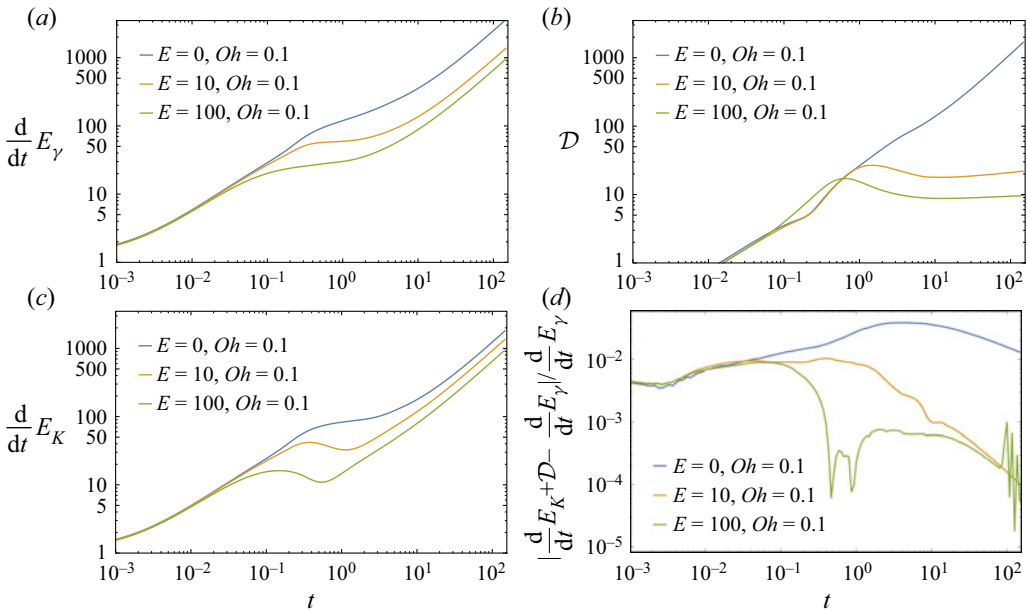 (a)
1000
500
100
50
10
5
1
d/dt E_γ
E = 0, Oh = 0.1
E = 10, Oh = 0.1
E = 100, Oh = 0.1
10^−3 10^−2 10^−1 10^0 10^1 10^2
(b)
1000
500
100
50
10
5
1
𝒟
E = 0, Oh = 0.1
E = 10, Oh = 0.1
E = 100, Oh = 0.1
10^−3 10^−2 10^−1 10^0 10^1 10^2
(c)
1000
500
100
50
10
5
1
d/dt E_K
E = 0, Oh = 0.1
E = 10, Oh = 0.1
E = 100, Oh = 0.1
10^−3 10^−2 10^−1 10^0 10^1 10^2
t
(d)
10^−2
10^−3
10^−4
10^−5
|d/dt E_K + 𝒟 − d/dt E_γ| / d/dt E_γ
E = 0, Oh = 0.1
E = 10, Oh = 0.1
E = 100, Oh = 0.1
10^−3 10^−2 10^−1 10^0 10^1 10^2
t